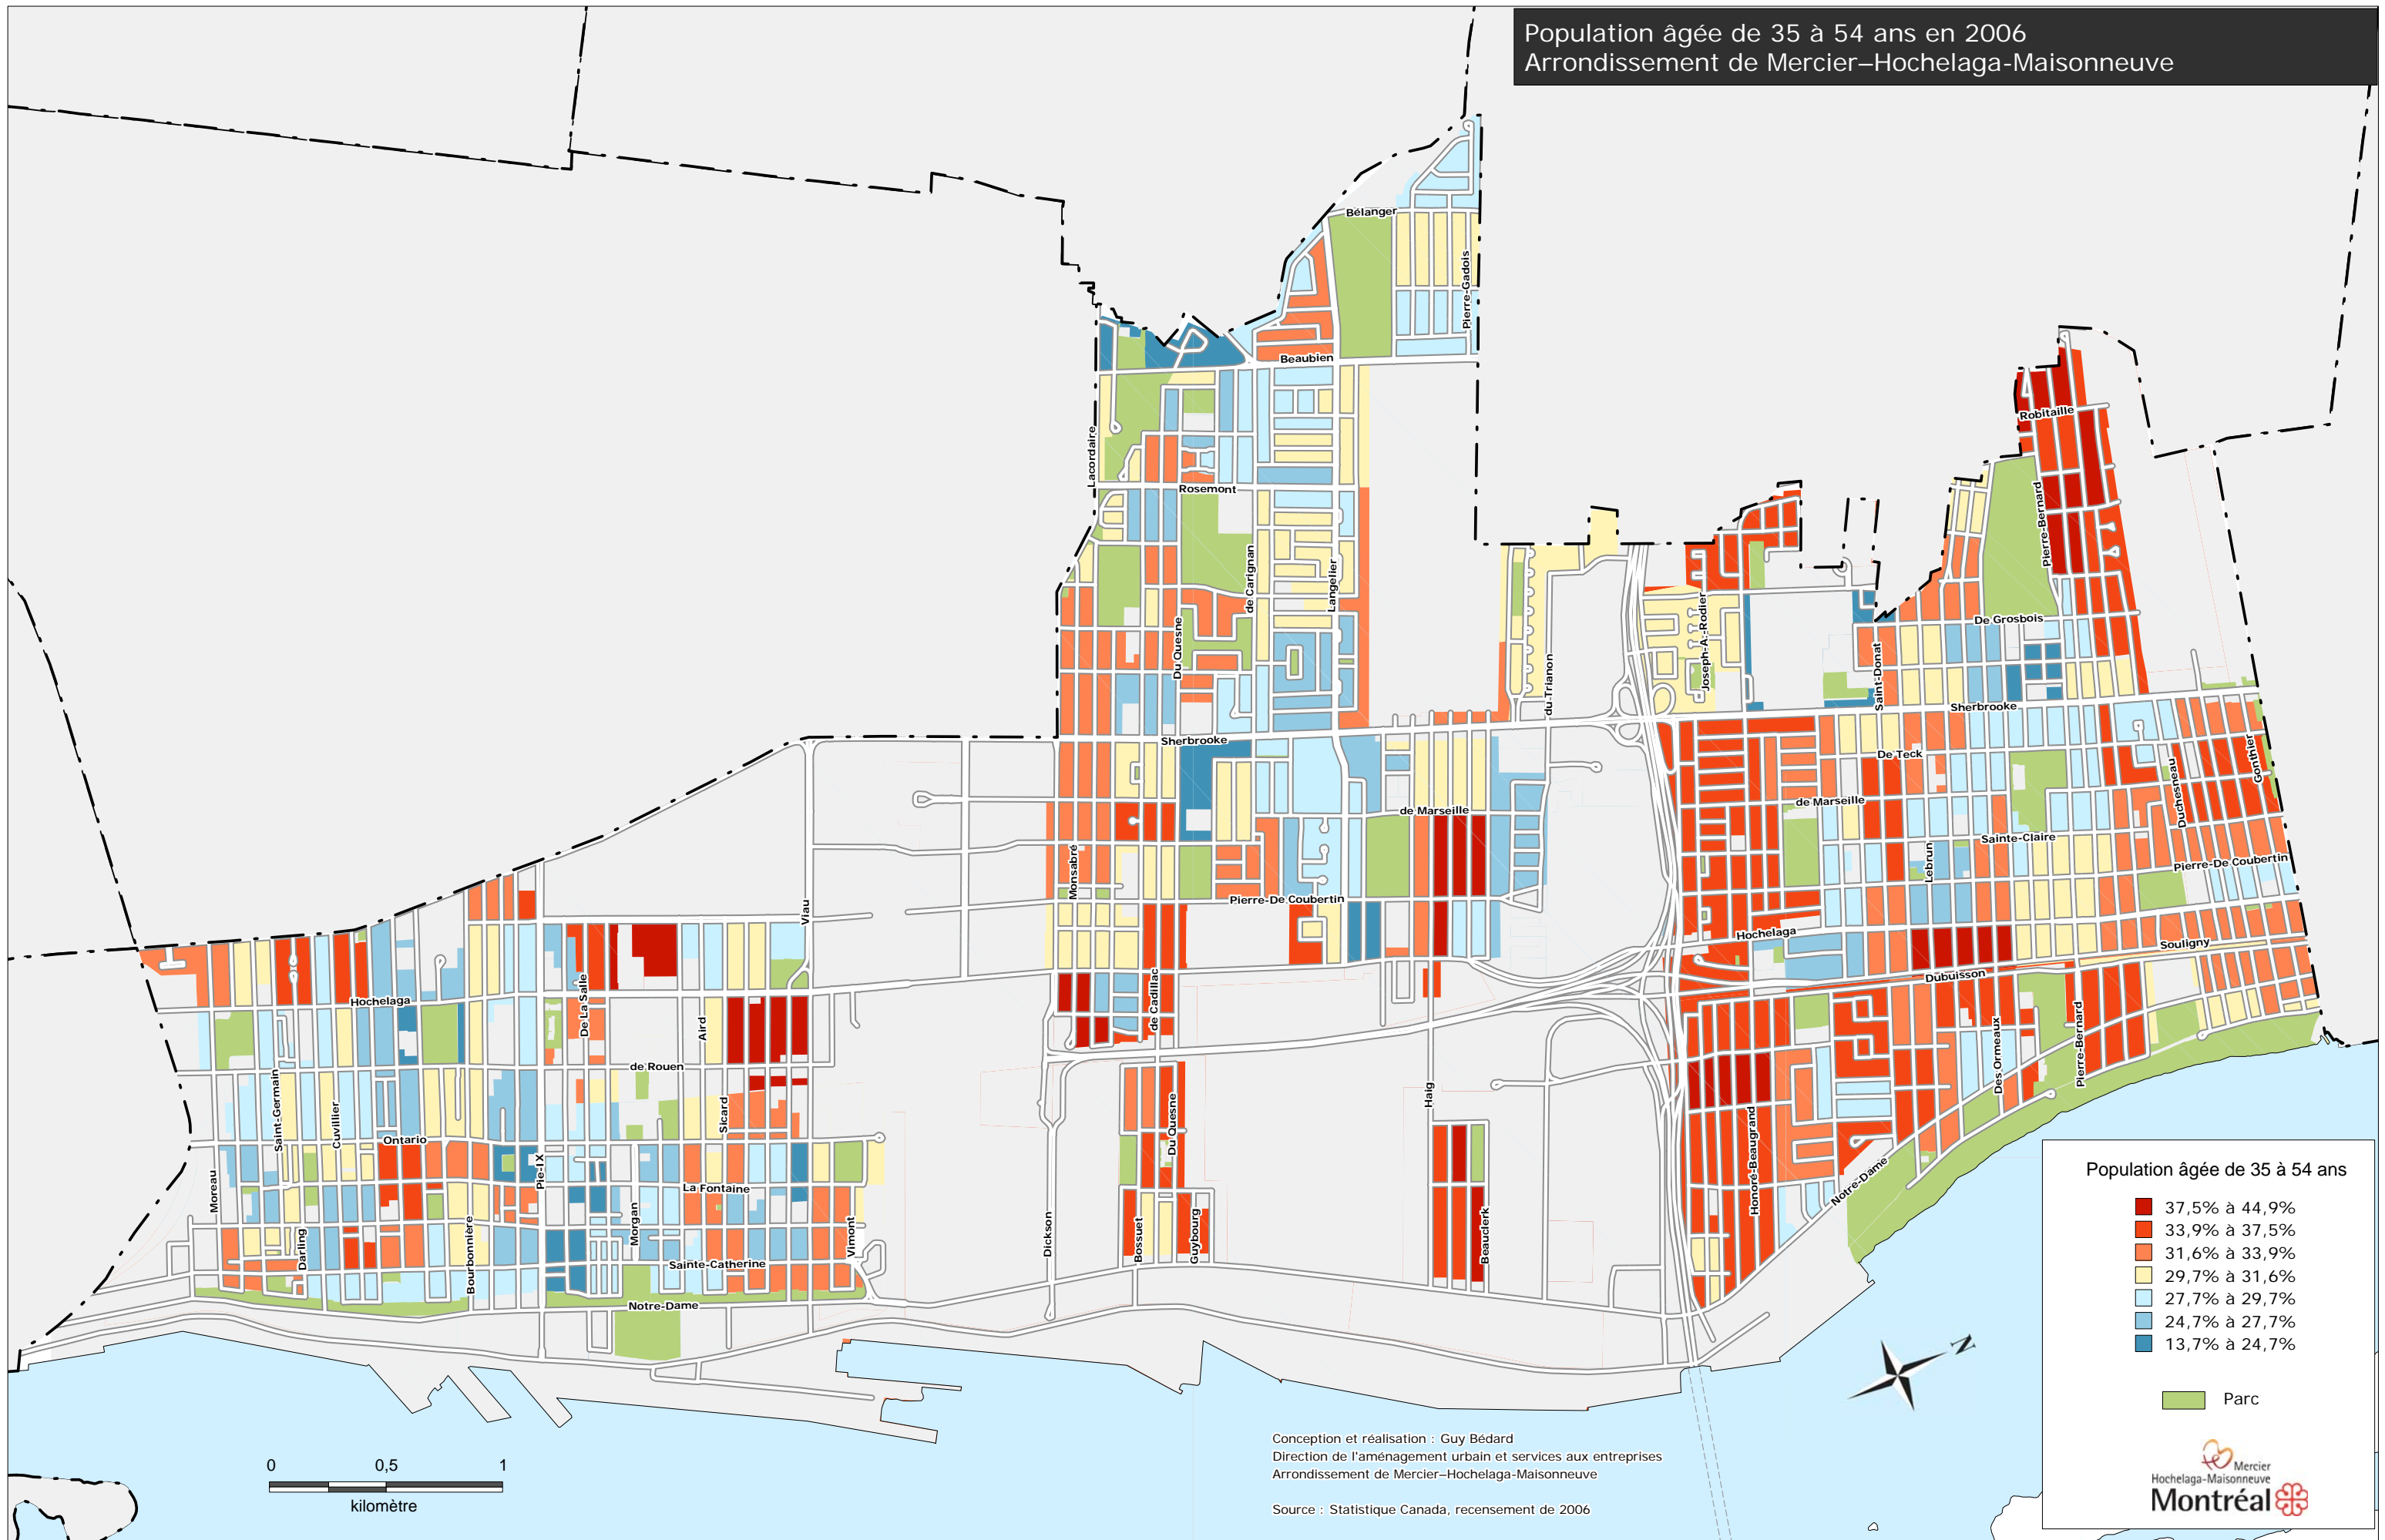 Population âgée de 35 à 54 ans en 2006
Arrondissement de Mercier–Hochelaga-Maisonneuve
Bélanger
Pierre-Gadois
Beaubien
Robitaille
Lacordaire
Rosemont
Pierre-Bernard
de Carignan
Langelier
Du Quesne
du Trianon
Joseph-A.-Rodier
Saint-Donat
De Grosbois
Sherbrooke
Sherbrooke
De Teck
Gonthier
Duchesneau
de Marseille
de Marseille
Sainte-Claire
Monsabré
Lebrun
Pierre-De Coubertin
Pierre-De Coubertin
Viau
Hochelaga
Souligny
Dubuisson
Hochelaga
De La Salle
Aird
de Cadillac
Pierre-Bernard
Des Ormeaux
de Rouen
Saint-Germain
Cuvillier
Sicard
Du Quesne
Haig
Ontario
Honoré-Beaugrand
Moreau
Pie-IX
La Fontaine
Notre-Dame
Darling
Bourbonnière
Morgan
Vimont
Dickson
Bossuet
Guybourg
Beauclerk
Sainte-Catherine
Notre-Dame
N
Population âgée de 35 à 54 ans
37,5% à 44,9%
33,9% à 37,5%
31,6% à 33,9%
29,7% à 31,6%
27,7% à 29,7%
24,7% à 27,7%
13,7% à 24,7%
Parc
Mercier
Hochelaga-Maisonneuve
Montréal
0 0,5 1
kilomètre
Conception et réalisation : Guy Bédard
Direction de l'aménagement urbain et services aux entreprises
Arrondissement de Mercier–Hochelaga-Maisonneuve
Source : Statistique Canada, recensement de 2006